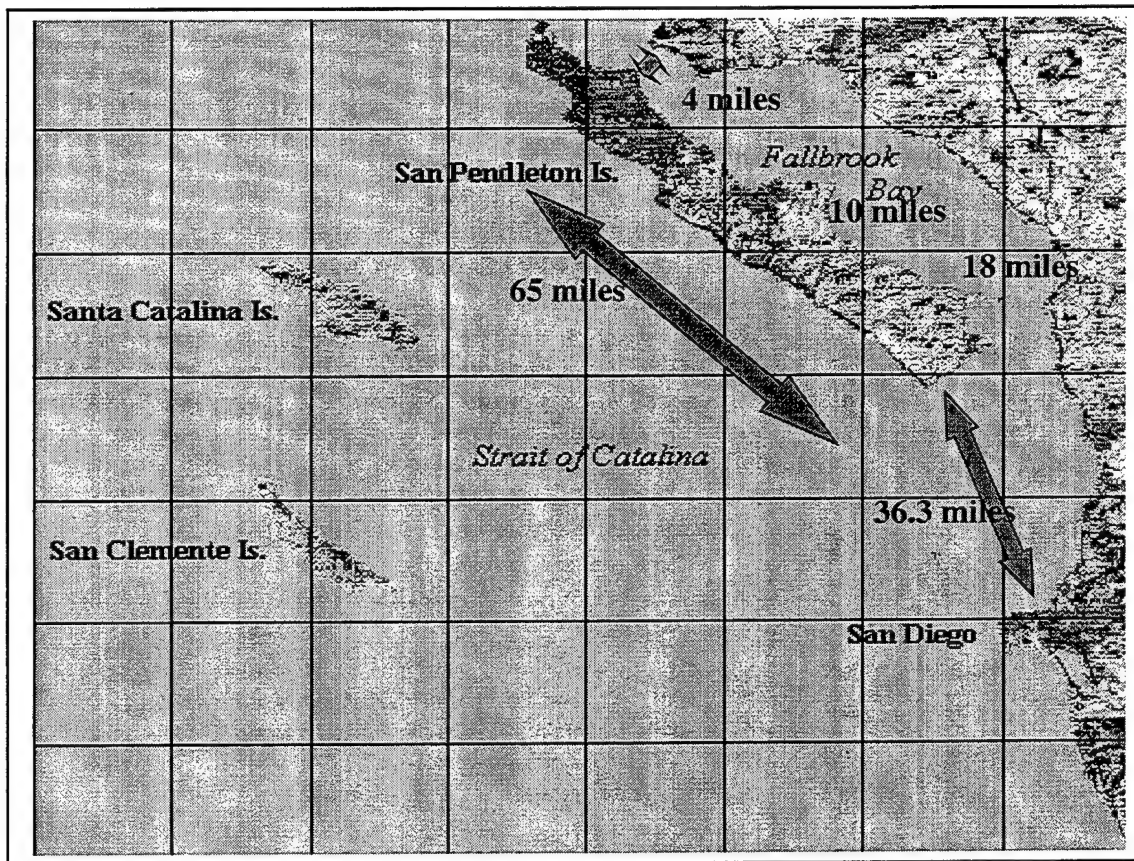 4 miles
Fallbrook
Bay
San Pendleton Is.
10 miles
18 miles
65 miles
Santa Catalina Is.
Strait of Catalina
36.3 miles
San Clemente Is.
San Diego